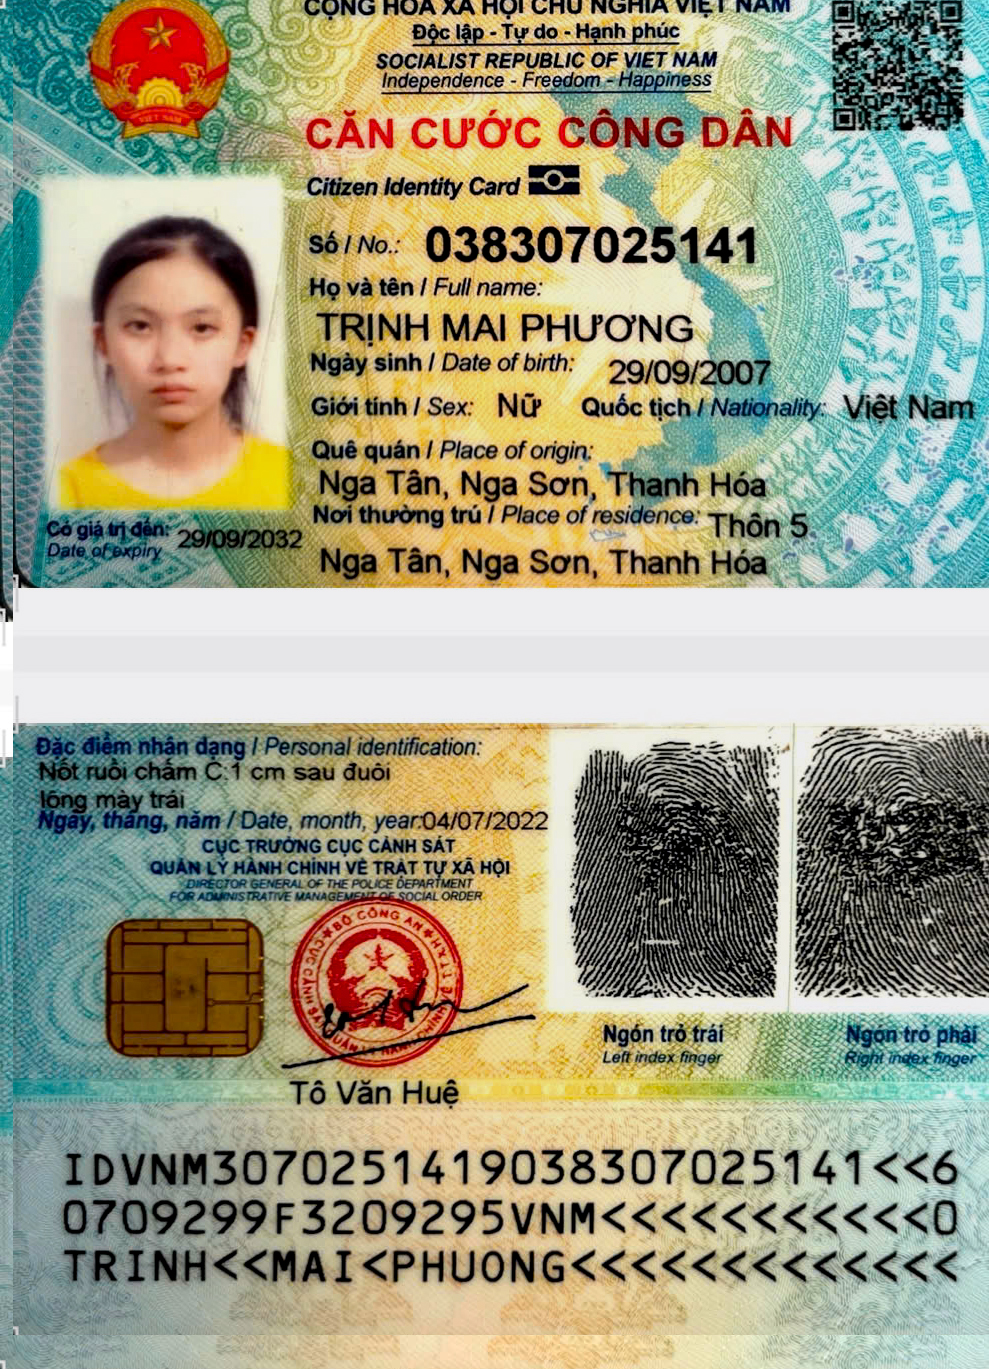 CỘNG HÒA XÃ HỘI CHỦ NGHĨA VIỆT NAM
Độc lập - Tự do - Hạnh phúc
SOCIALIST REPUBLIC OF VIET NAM
Independence - Freedom - Happiness
VIỆT NAM
CĂN CƯỚC CÔNG DÂN
Citizen Identity Card
Số / No.: 038307025141
Họ và tên / Full name:
TRỊNH MAI PHƯƠNG
Ngày sinh / Date of birth: 29/09/2007
Giới tính / Sex: Nữ Quốc tịch / Nationality: Việt Nam
Quê quán / Place of origin:
Nga Tân, Nga Sơn, Thanh Hóa
Nơi thường trú / Place of residence: Thôn 5
Nga Tân, Nga Sơn, Thanh Hóa
Có giá trị đến: 29/09/2032
Date of expiry
Đặc điểm nhân dạng / Personal identification:
Nốt ruồi chấm C:1 cm sau đuôi
lông mày trái
Ngày, tháng, năm / Date, month, year:04/07/2022
CỤC TRƯỞNG CỤC CẢNH SÁT
QUẢN LÝ HÀNH CHÍNH VỀ TRẬT TỰ XÃ HỘI
DIRECTOR GENERAL OF THE POLICE DEPARTMENT
FOR ADMINISTRATIVE MANAGEMENT OF SOCIAL ORDER
BỘ CÔNG AN
Tô Văn Huệ
Ngón trỏ trái
Left index finger
Ngón trỏ phải
Right index finger
IDVNM3070251419038307025141<<6
0709299F3209295VNM<<<<<<<<<<<0
TRINH<<MAI<PHUONG<<<<<<<<<<<<<